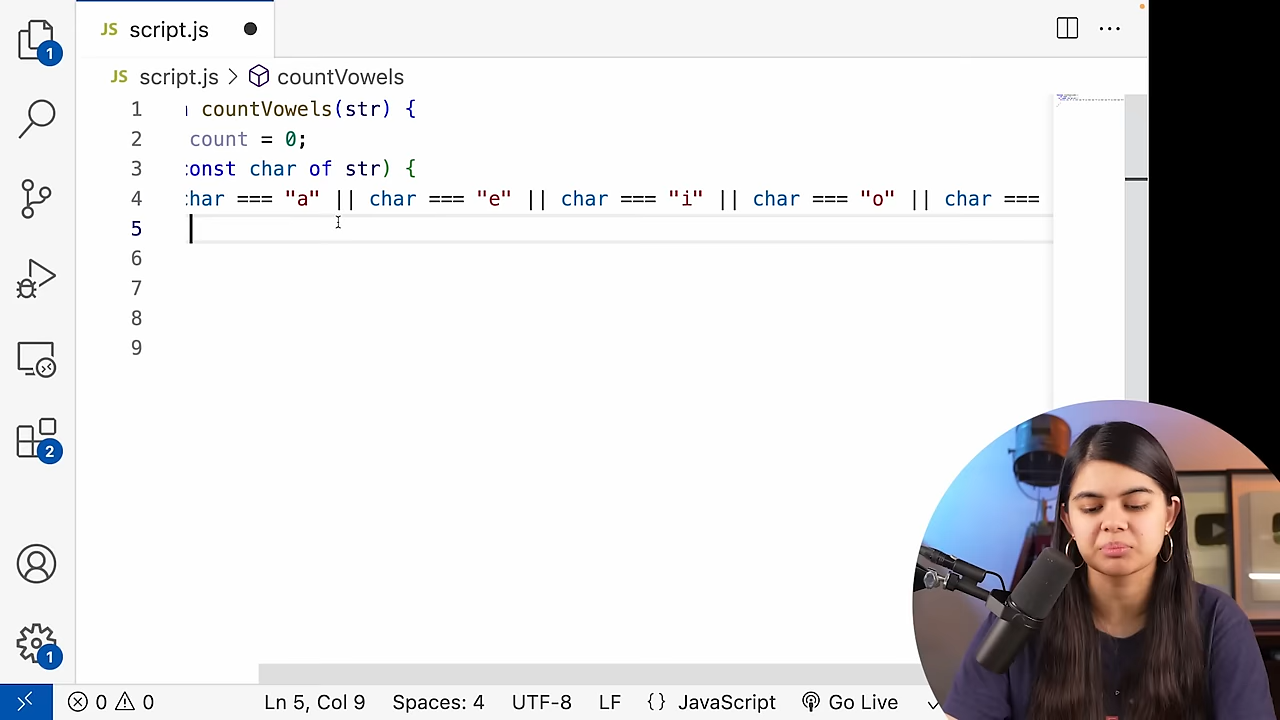 JS script.js
JS script.js > countVowels
1 countVowels(str) {
2 count = 0;
3 onst char of str) {
4 har === "a" || char === "e" || char === "i" || char === "o" || char ===
5
6
7
8
9
1
2
1
0 0
Ln 5, Col 9 Spaces: 4 UTF-8 LF {} JavaScript Go Live